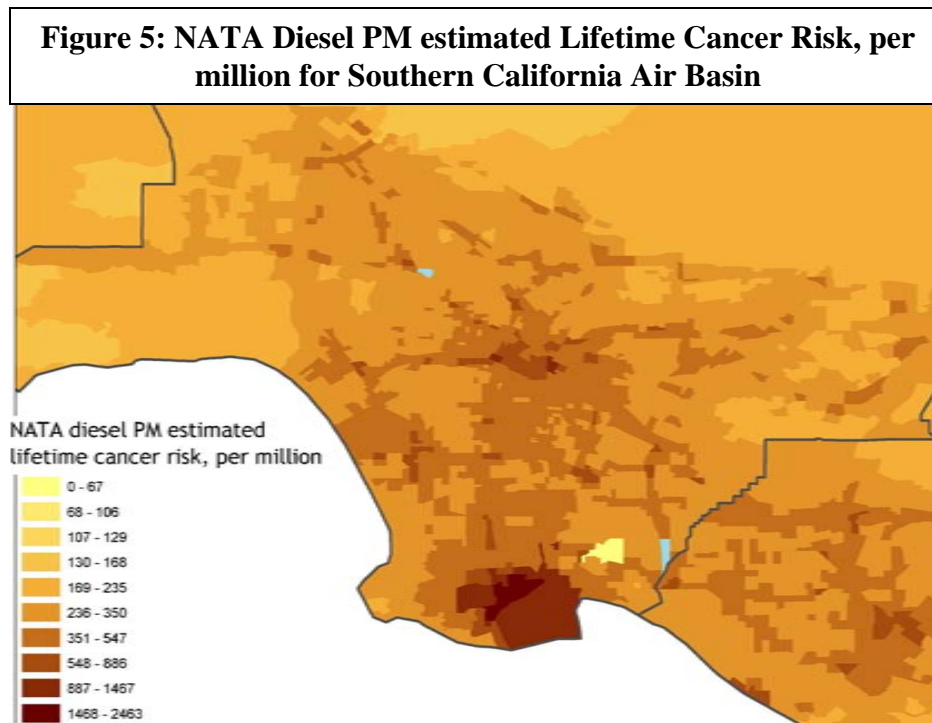 Figure 5: NATA Diesel PM estimated Lifetime Cancer Risk, per
million for Southern California Air Basin
NATA diesel PM estimated
lifetime cancer risk, per million
0 - 67
68 - 106
107 - 129
130 - 168
169 - 235
236 - 350
351 - 547
548 - 886
887 - 1467
1468 - 2463